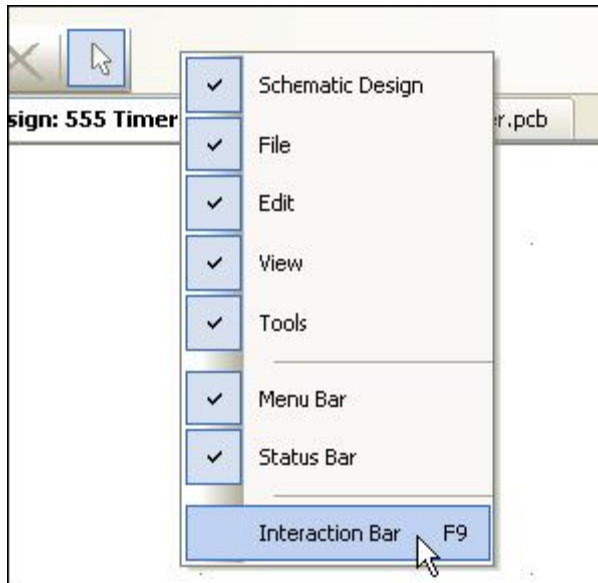 Schematic Design
sign: 555 Timer
r.pcb
File
Edit
View
Tools
Menu Bar
Status Bar
Interaction Bar F9